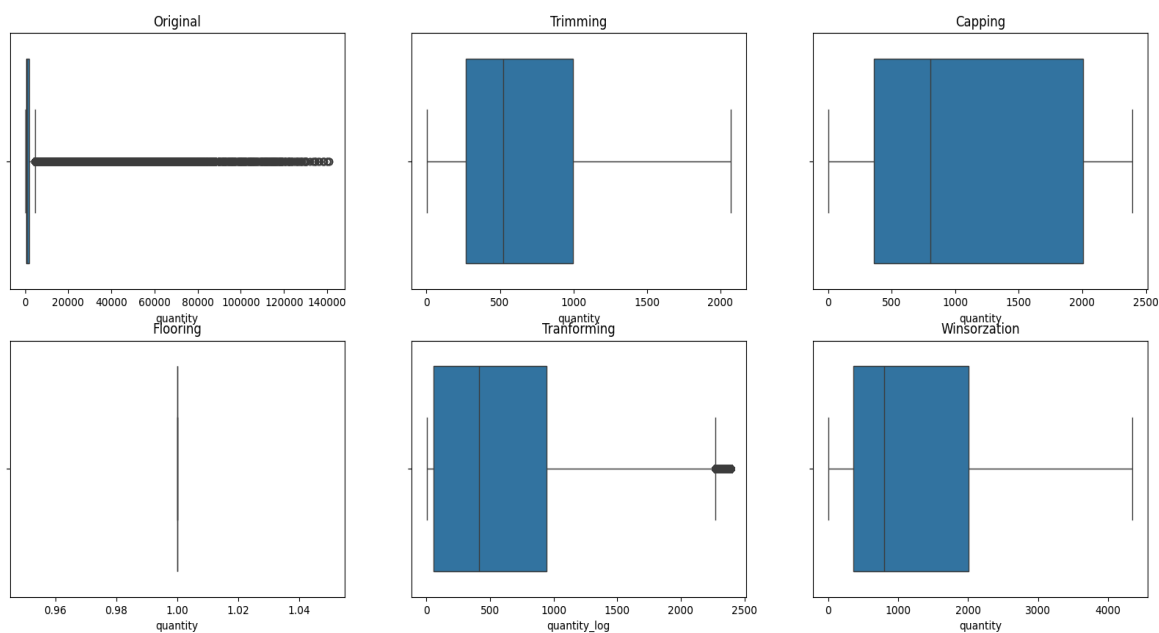 Original
Trimming
Capping
0 20000 40000 60000 80000 100000 120000 140000
quantity
0 500 1000 1500 2000
quantity
0 500 1000 1500 2000 2500
quantity
Flooring
Tranforming
Winsorzation
0.96 0.98 1.00 1.02 1.04
quantity
0 500 1000 1500 2000 2500
quantity_log
0 1000 2000 3000 4000
quantity